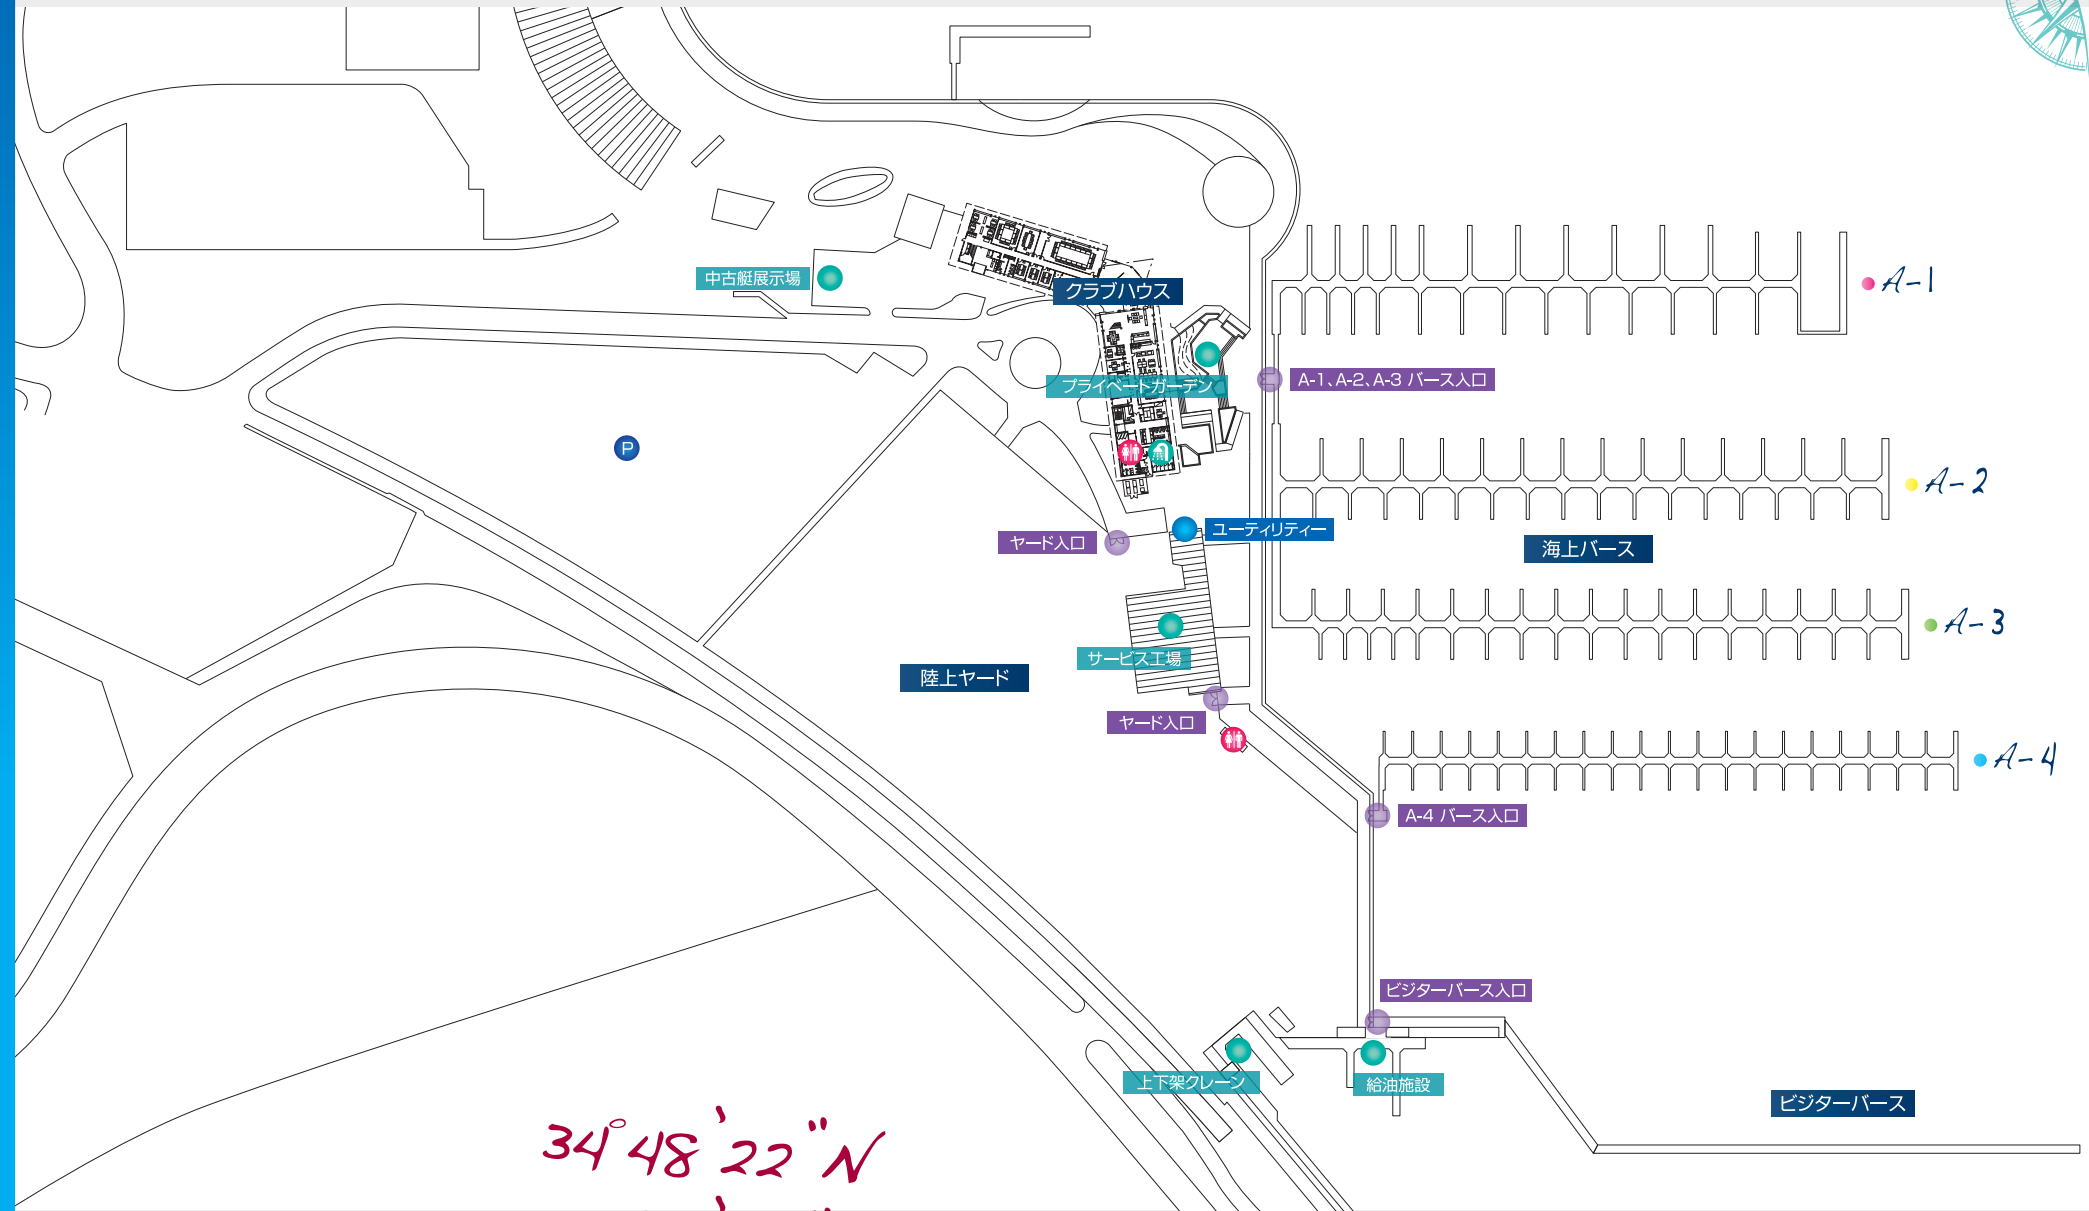 A-1
中古艇展示場
クラブハウス
プライベートガーデン
A-1、A-2、A-3 バース入口
P
A-2
ユーティリティー
ヤード入口
海上バース
A-3
サービス工場
陸上ヤード
ヤード入口
A-4
A-4 バース入口
ビジターバース入口
上下架クレーン
給油施設
ビジターバース
34°48'22"N